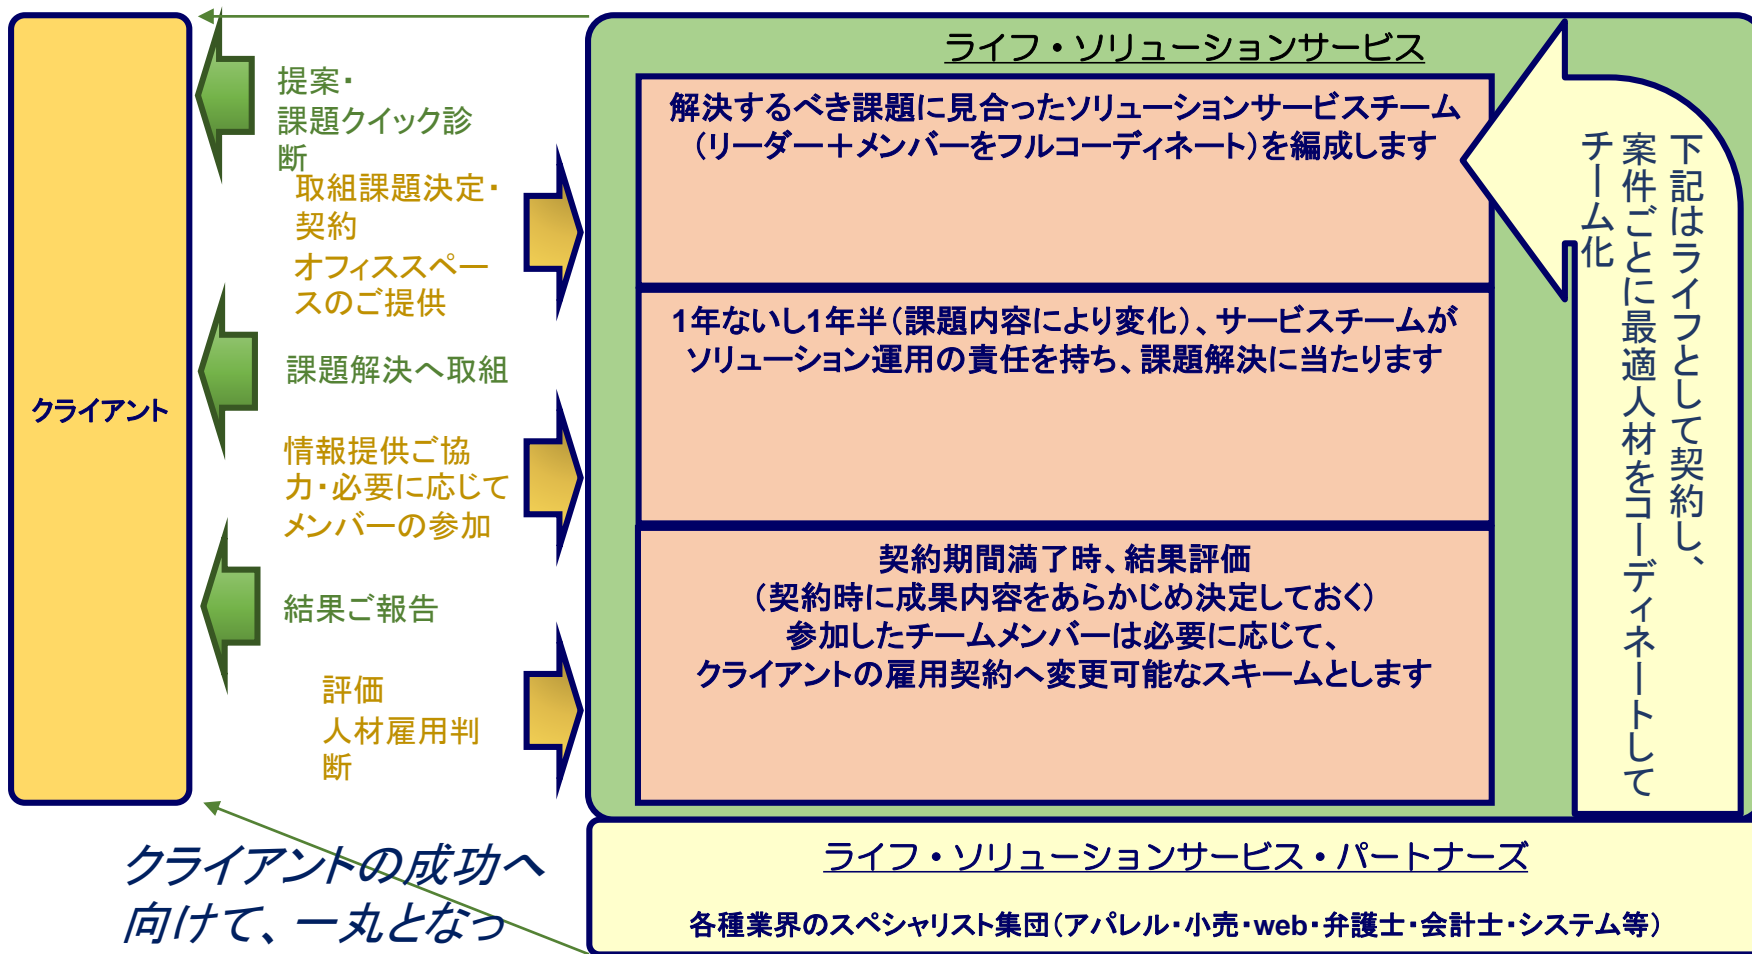 クライアント
提案・
課題クイック診
断
取組課題決定・
契約
オフィススペー
スのご提供
課題解決へ取組
情報提供ご協
力・必要に応じて
メンバーの参加
結果ご報告
評価
人材雇用判
断
ライフ・ソリューションサービス
解決するべき課題に見合ったソリューションサービスチーム
（リーダー＋メンバーをフルコーディネート）を編成します
1年ないし1年半（課題内容により変化）、サービスチームが
ソリューション運用の責任を持ち、課題解決に当たります
契約期間満了時、結果評価
（契約時に成果内容をあらかじめ決定しておく）
参加したチームメンバーは必要に応じて、
クライアントの雇用契約へ変更可能なスキームとします
下記はライフとして契約し、
案件ごとに最適人材をコーディネートして
チーム化
ライフ・ソリューションサービス・パートナーズ
各種業界のスペシャリスト集団（アパレル・小売・web・弁護士・会計士・システム等）
クライアントの成功へ
向けて、一丸となっ